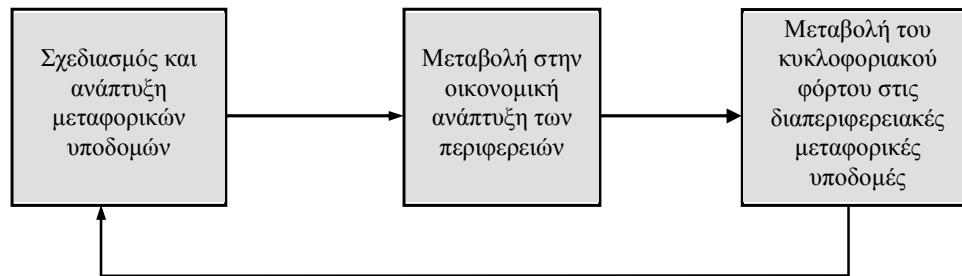 Σχεδιασμός και
ανάπτυξη
μεταφορικών
υποδομών
Μεταβολή στην
οικονομική
ανάπτυξη των
περιφερειών
Μεταβολή του
κυκλοφοριακού
φόρτου στις
διαπεριφερειακές
μεταφορικές
υποδομές